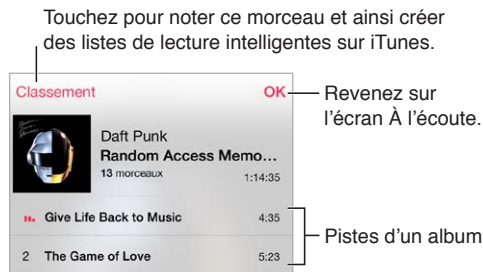 Touchez pour noter ce morceau et ainsi créer
des listes de lecture intelligentes sur iTunes.
Classement
OK
Revenez sur
l'écran À l'écoute.
Daft Punk
Random Access Memo...
13 morceaux
1:14:35
Give Life Back to Music
4:35
Pistes d'un album
2 The Game of Love
5:23